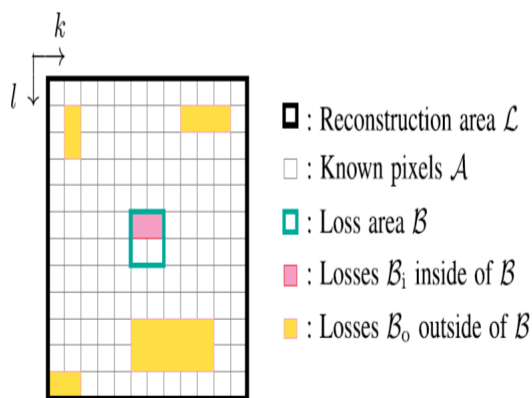 k
l
: Reconstruction area ℒ
: Known pixels 𝒜
: Loss area ℬ
: Losses ℬᵢ inside of ℬ
: Losses ℬₒ outside of ℬ